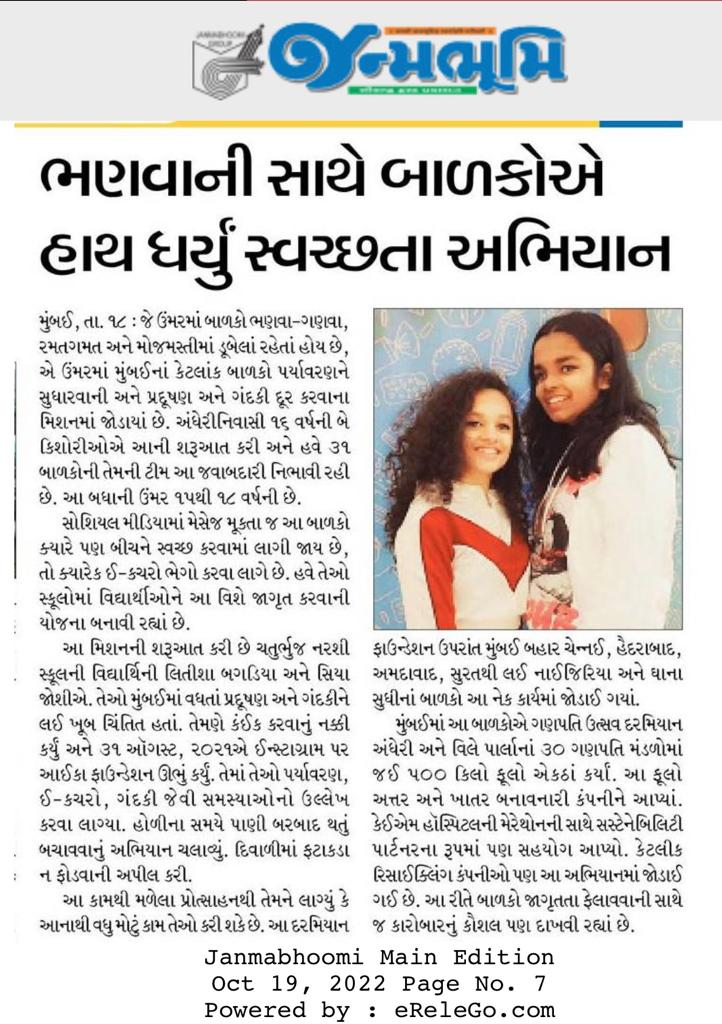 JANMABHOOMI
GROUP
જન્મભૂમિ
ભણવાની સાથે બાળકોએ
હાથ ધર્યું સ્વચ્છતા અભિયાન
મુંબઈ, તા. ૧૮ : જે ઉંમરમાં બાળકો ભણવા-ગણવા,
રમતગમત અને મોજમસ્તીમાં ડૂબેલાં રહેતાં હોય છે,
એ ઉંમરમાં મુંબઈનાં કેટલાંક બાળકો પર્યાવરણને
સુધારવાની અને પ્રદૂષણ અને ગંદકી દૂર કરવાના
મિશનમાં જોડાયાં છે. અંધેરીનિવાસી ૧૬ વર્ષની બે
કિશોરીઓએ આની શરૂઆત કરી અને હવે ૩૧
બાળકોની તેમની ટીમ આ જવાબદારી નિભાવી રહી
છે. આ બધાની ઉંમર ૧૫થી ૧૮ વર્ષની છે.
સોશિયલ મીડિયામાં મેસેજ મૂકતા જ આ બાળકો
ક્યારે પણ બીચને સ્વચ્છ કરવામાં લાગી જાય છે,
તો ક્યારેક ઈ-કચરો ભેગો કરવા લાગે છે. હવે તેઓ
સ્કૂલોમાં વિદ્યાર્થીઓને આ વિશે જાગૃત કરવાની
યોજના બનાવી રહ્યાં છે.
આ મિશનની શરૂઆત કરી છે ચતુર્ભુજ નરશી
સ્કૂલની વિદ્યાર્થિની લિતીશા બગડિયા અને સિયા
જોશીએ. તેઓ મુંબઈમાં વધતાં પ્રદૂષણ અને ગંદકીને
લઈ ખૂબ ચિંતિત હતાં. તેમણે કંઈક કરવાનું નક્કી
કર્યું અને ૩૧ ઑગસ્ટ, ૨૦૨૧એ ઈન્સ્ટાગ્રામ પર
આઈકા ફાઉન્ડેશન ઊભું કર્યું. તેમાં તેઓ પર્યાવરણ,
ઈ-કચરો, ગંદકી જેવી સમસ્યાઓનો ઉલ્લેખ
કરવા લાગ્યા. હોળીના સમયે પાણી બરબાદ થતું
બચાવવાનું અભિયાન ચલાવ્યું. દિવાળીમાં ફટાકડા
ન ફોડવાની અપીલ કરી.
આ કામથી મળેલા પ્રોત્સાહનથી તેમને લાગ્યું કે
આનાથી વધુ મોટું કામ તેઓ કરી શકે છે. આ દરમિયાન
ફાઉન્ડેશન ઉપરાંત મુંબઈ બહાર ચેન્નઈ, હૈદરાબાદ,
અમદાવાદ, સુરતથી લઈ નાઈજિરિયા અને ઘાના
સુધીનાં બાળકો આ નેક કાર્યમાં જોડાઈ ગયાં.
મુંબઈમાં આ બાળકોએ ગણપતિ ઉત્સવ દરમિયાન
અંધેરી અને વિલે પાર્લાનાં ૩૦ ગણપતિ મંડળોમાં
જઈ ૫૦૦ કિલો ફૂલો એકઠાં કર્યાં. આ ફૂલો
અત્તર અને ખાતર બનાવનારી કંપનીને આપ્યાં.
કેઈએમ હૉસ્પિટલની મેરેથોનની સાથે સસ્ટેનેબિલિટી
પાર્ટનરના રૂપમાં પણ સહયોગ આપ્યો. કેટલીક
રિસાઈક્લિંગ કંપનીઓ પણ આ અભિયાનમાં જોડાઈ
ગઈ છે. આ રીતે બાળકો જાગૃતતા ફેલાવવાની સાથે
જ કારોબારનું કૌશલ પણ દાખવી રહ્યાં છે.
Janmabhoomi Main Edition
Oct 19, 2022 Page No. 7
Powered by : eReleGo.com